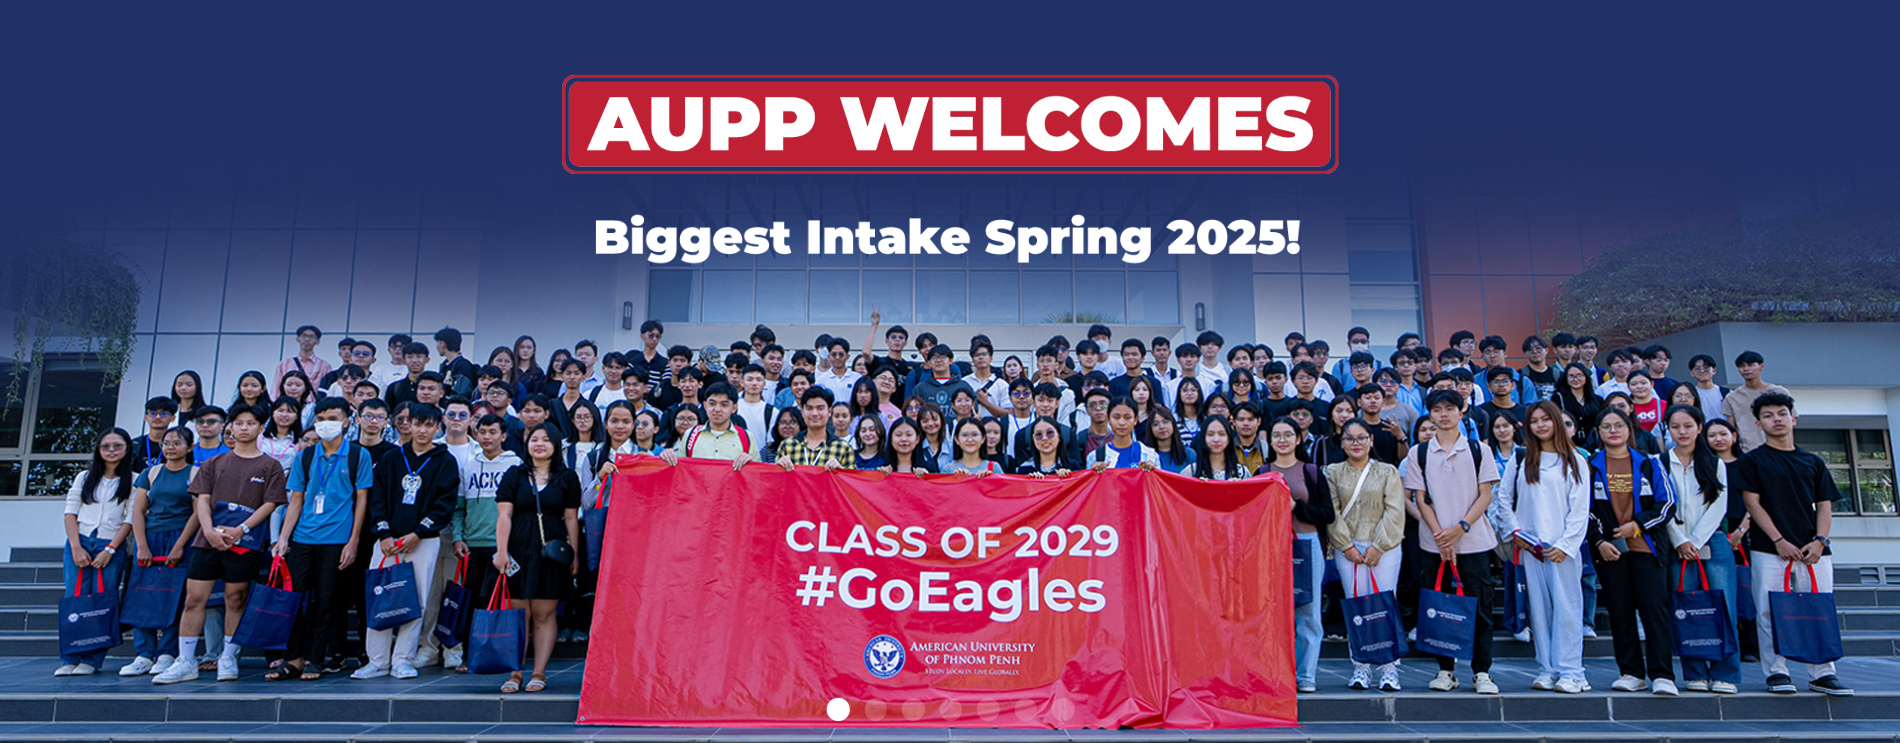 AUPP WELCOMES
Biggest Intake Spring 2025!
ACK
CLASS OF 2029
#GoEagles
AMERICAN UNIVERSITY
OF PHNOM PENH
STUDY LOCALLY. LIVE GLOBALLY.